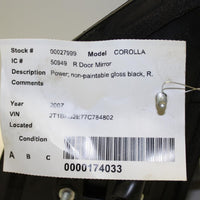 Stock # 00027999 Model COROLLA
IC # 50949 R Door Mirror
Description Power; non-paintable gloss black, R.
Comments
Year 2007
VIN
Located
Condition
A B C
0000174033